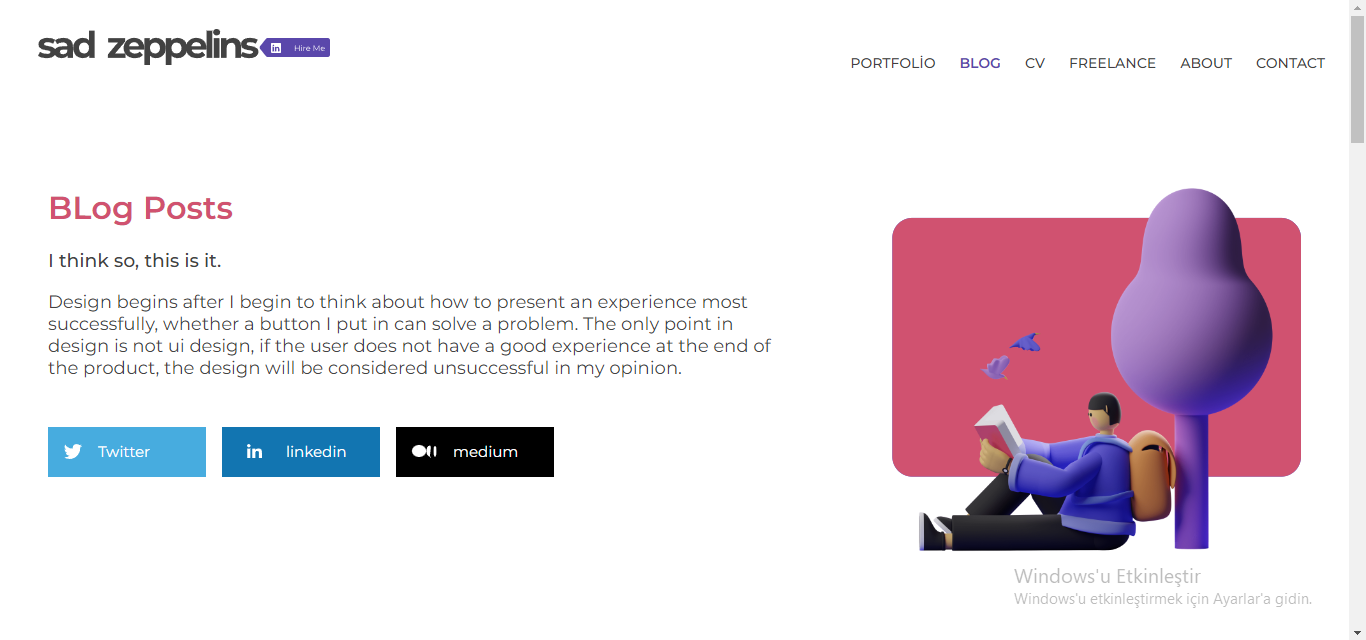 sad zeppelins
in Hire Me
PORTFOLİO BLOG CV FREELANCE ABOUT CONTACT
BLog Posts
I think so, this is it.
Design begins after I begin to think about how to present an experience most
successfully, whether a button I put in can solve a problem. The only point in
design is not ui design, if the user does not have a good experience at the end of
the product, the design will be considered unsuccessful in my opinion.
Twitter in linkedin medium
Windows'u Etkinleştir
Windows'u etkinleştirmek için Ayarlar'a gidin.